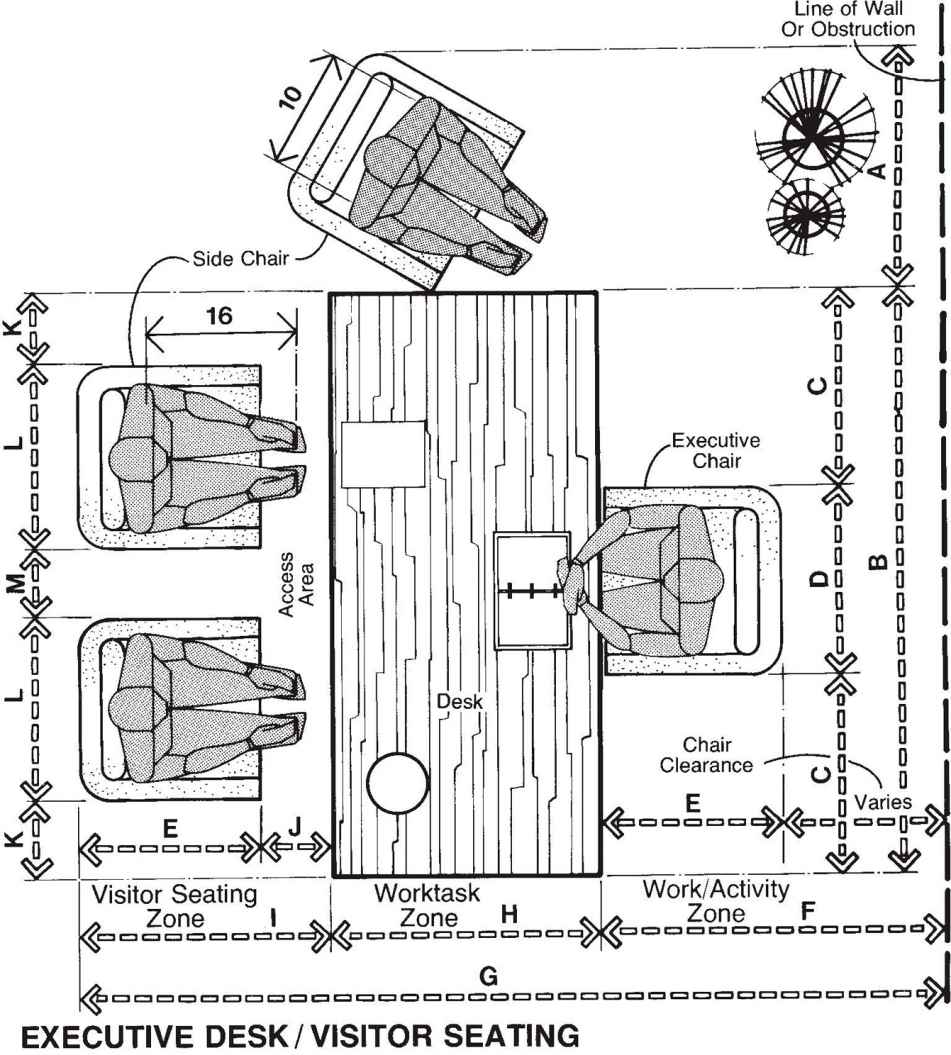 Line of Wall
Or Obstruction
10
A
Side Chair
K
16
C
L
Executive
Chair
Access
Area
M
D
B
L
Desk
Chair
Clearance
C
Varies
K
E
J
E
Visitor Seating
Zone
I
Worktask
Zone
H
Work/Activity
Zone
F
G
EXECUTIVE DESK / VISITOR SEATING